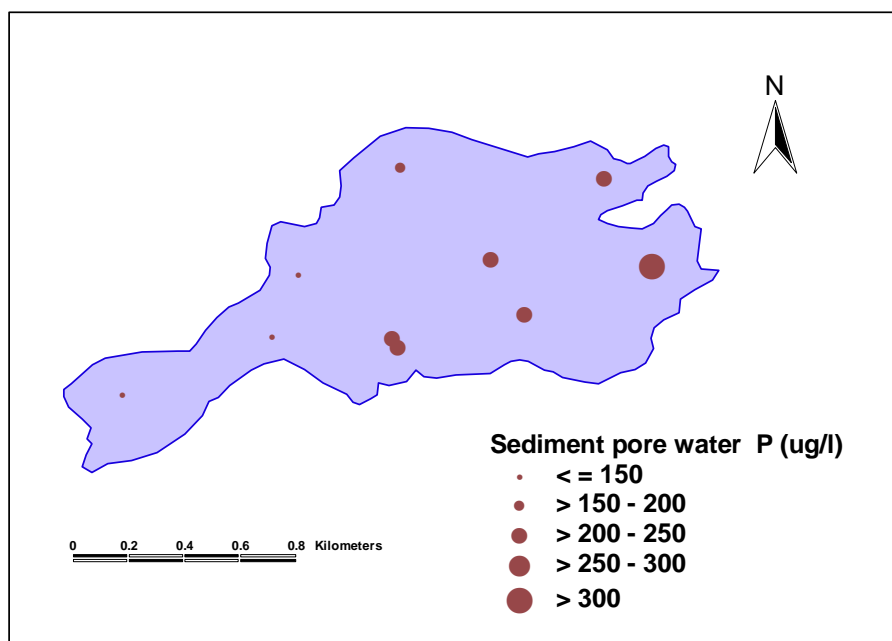 N
Sediment pore water P (ug/l)
< = 150
> 150 - 200
> 200 - 250
> 250 - 300
> 300
0 0.2 0.4 0.6 0.8 Kilometers